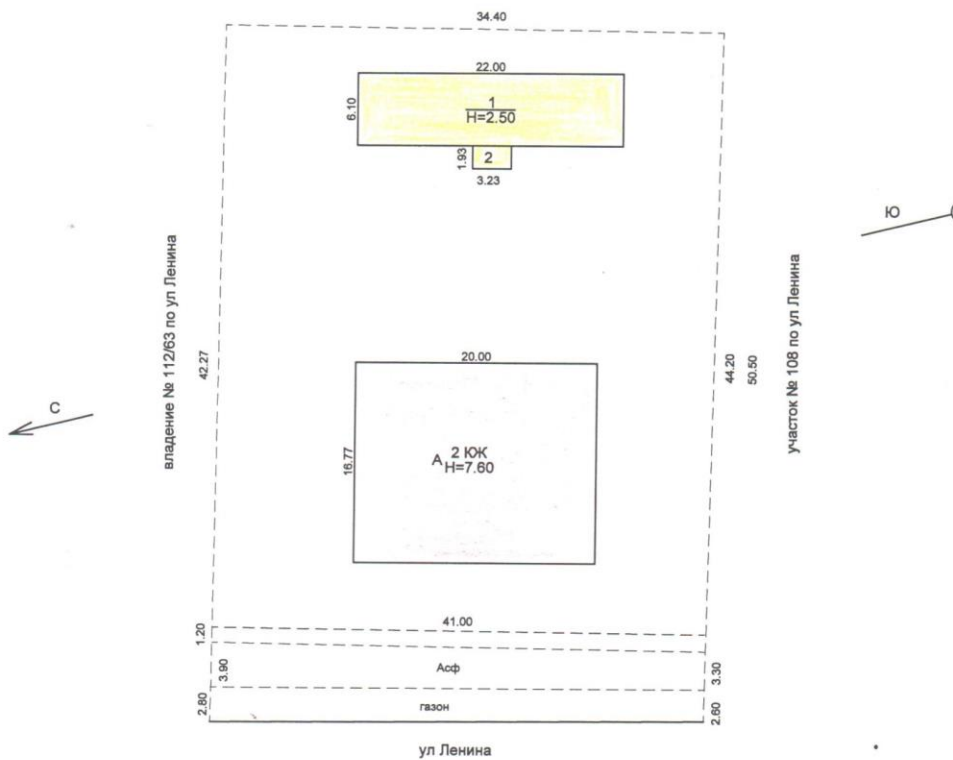 34.40
22.00
6.10
1
H=2.50
1.93
2
3.23
Ю
владение № 112/63 по ул Ленина
42.27
С
20.00
16.77
А
2 КЖ
H=7.60
44.20
50.50
участок № 108 по ул Ленина
41.00
1.20
3.90
Асф
3.30
2.80
газон
2.60
ул Ленина